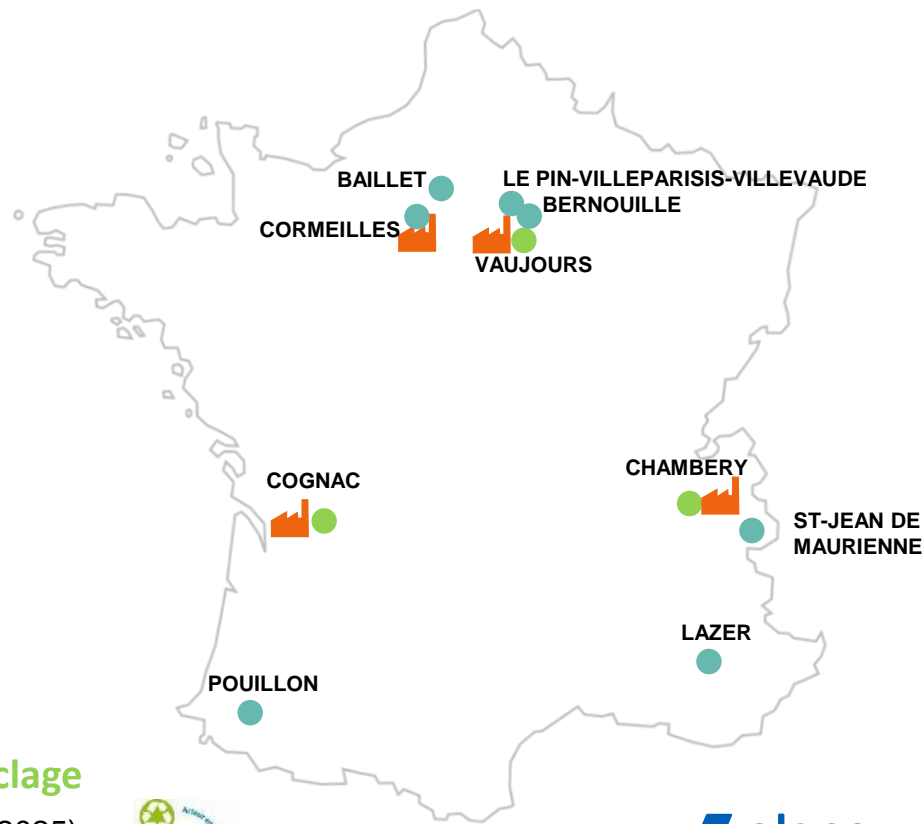 BAILLET
LE PIN-VILLEPARISIS-VILLEVAUDE
BERNOUILLE
CORMEILLES
VAUJOURS
COGNAC
CHAMBERY
ST-JEAN DE
MAURIENNE
LAZER
POUILLON
clage